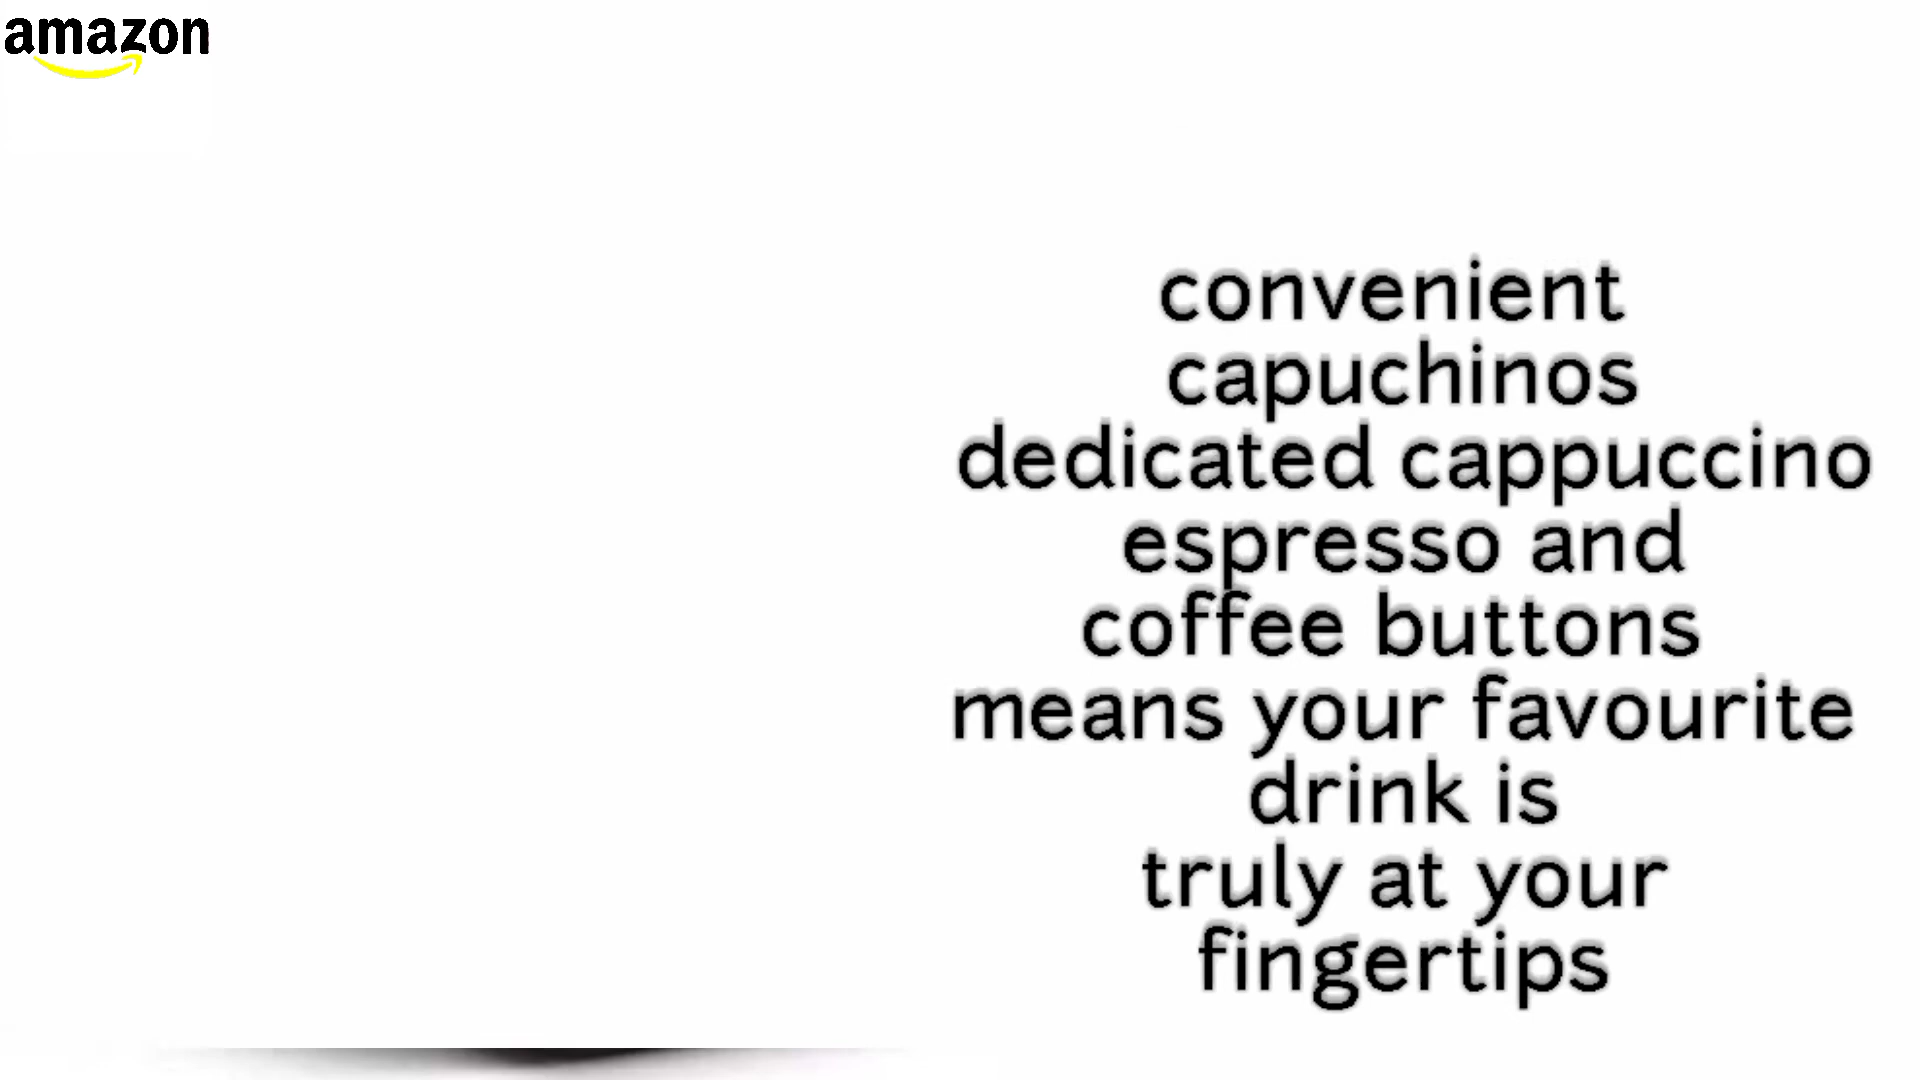 amazon
convenient
capuchinos
dedicated cappuccino
espresso and
coffee buttons
means your favourite
drink is
truly at your
fingertips